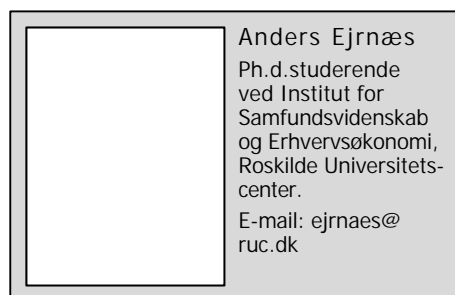 Anders Ejrnæs
Ph.d.studerende
ved Institut for
Samfundsvidenskab
og Erhvervsøkonomi,
Roskilde Universitets-
center.
E-mail: ejrnaes@
ruc.dk